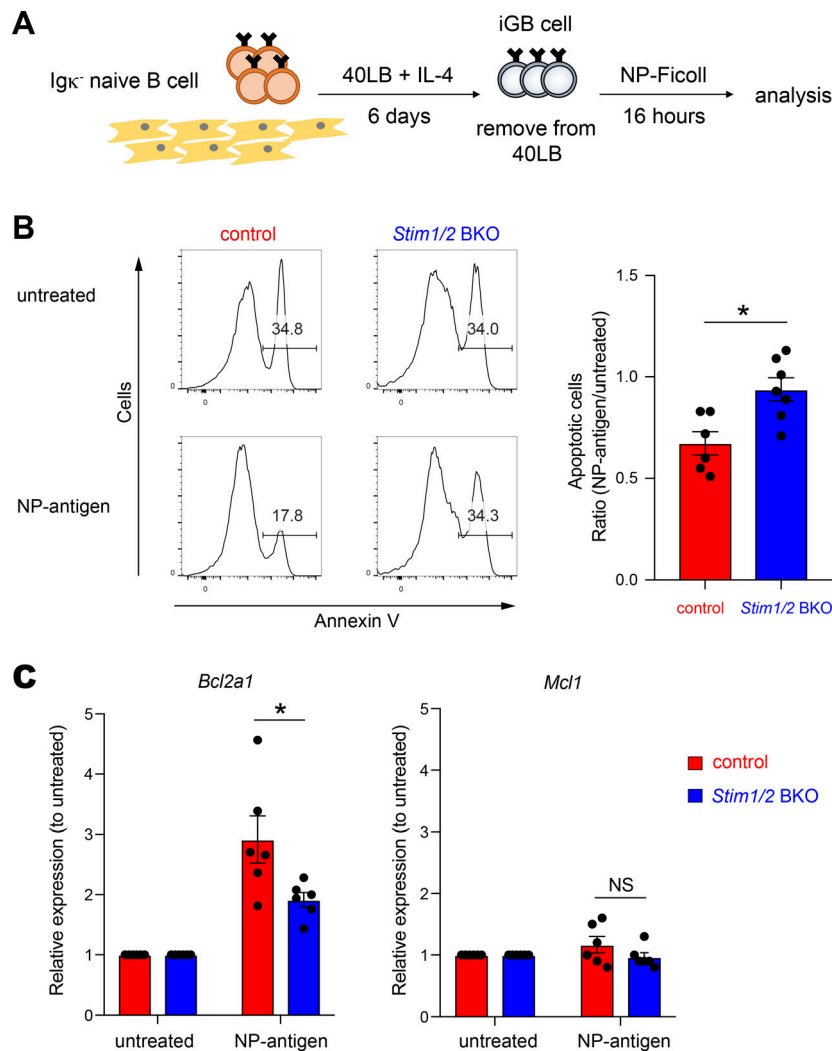 A
Igκ⁻ naive B cell
40LB + IL-4
6 days
iGB cell
remove from
40LB
NP-Ficoll
16 hours
analysis
B
control
Stim1/2 BKO
untreated
34.8
34.0
NP-antigen
17.8
34.3
0
0
0
0
0
0
0
0
Cells
Annexin V
Apoptotic cells
Ratio (NP-antigen/untreated)
1.5
1.0
0.5
0.0
*
control
Stim1/2 BKO
C
Bcl2a1
Relative expression (to untreated)
5
4
3
2
1
0
*
untreated
NP-antigen
Mcl1
Relative expression (to untreated)
5
4
3
2
1
0
NS
untreated
NP-antigen
control
Stim1/2 BKO